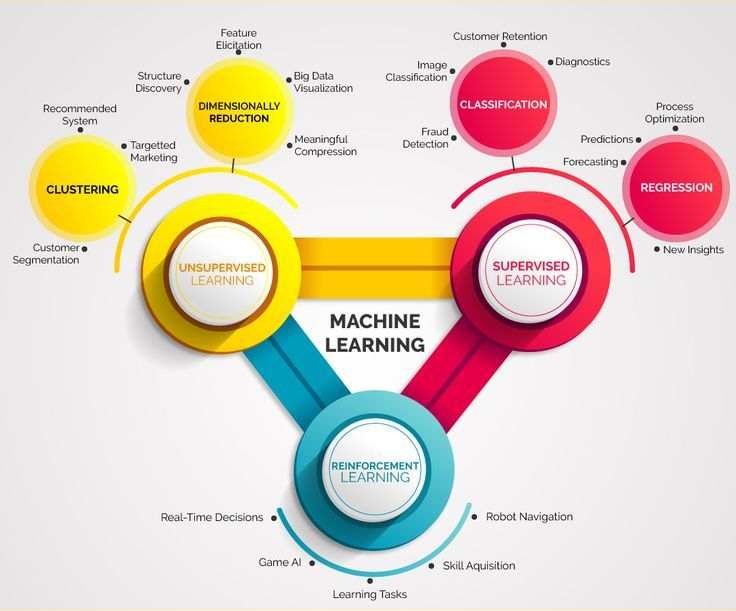 Feature
Elicitation
Structure
Discovery
Big Data
Visualization
DIMENSIONALLY
REDUCTION
Meaningful
Compression
Recommended
System
Targetted
Marketing
CLUSTERING
Customer
Segmentation
UNSUPERVISED
LEARNING
Customer Retention
Image
Classification
Diagnostics
CLASSIFICATION
Fraud
Detection
Process
Optimization
Predictions
Forecasting
REGRESSION
New Insights
SUPERVISED
LEARNING
MACHINE
LEARNING
REINFORCEMENT
LEARNING
Real-Time Decisions
Robot Navigation
Game AI
Skill Aquisition
Learning Tasks